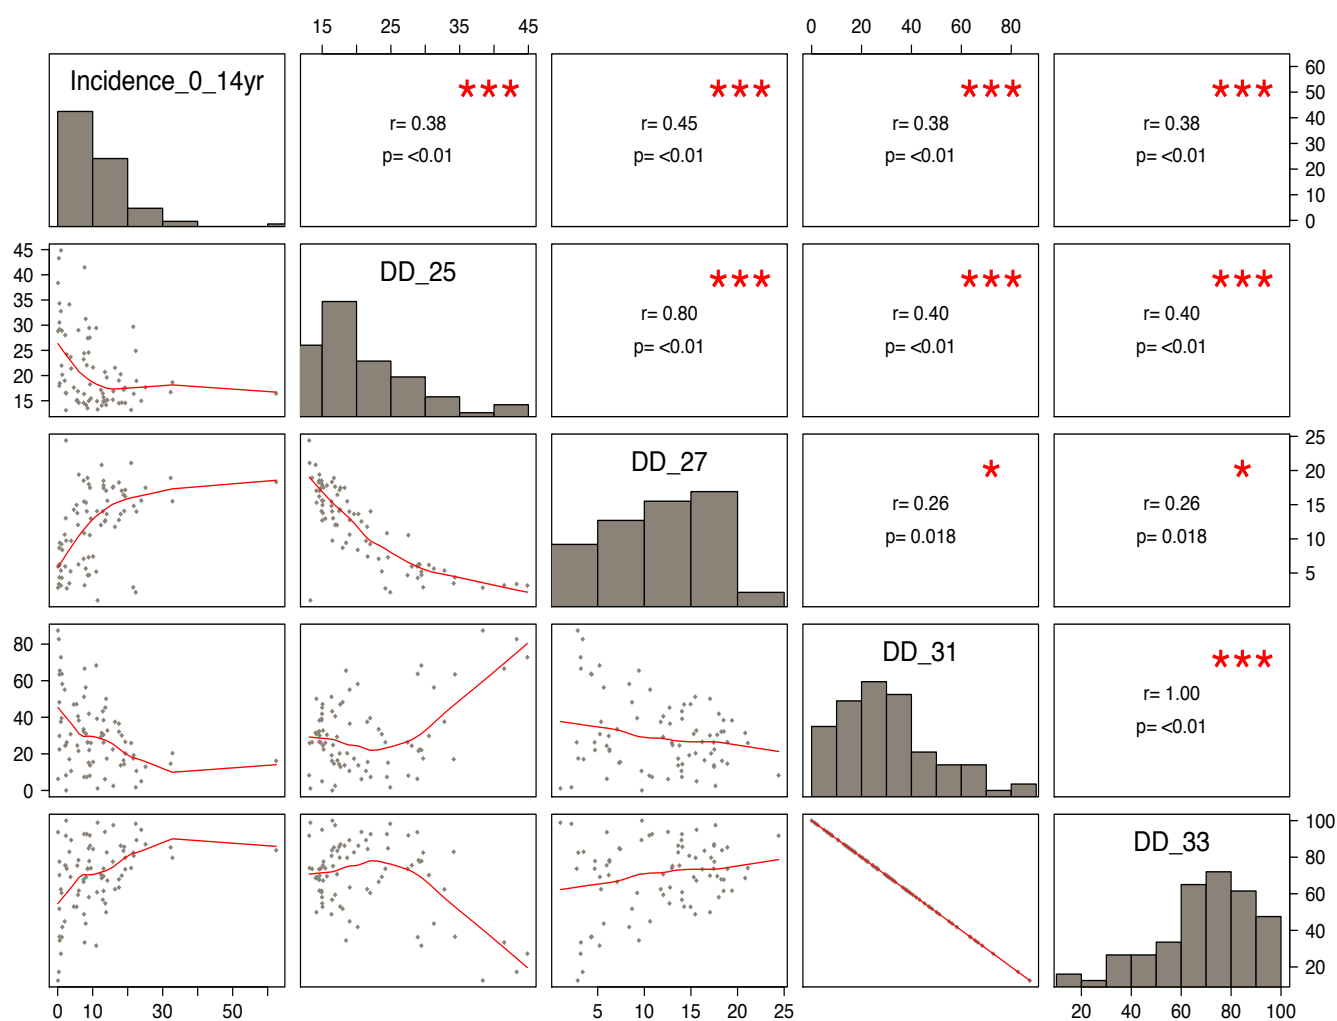 15 25 35 45 0 20 40 60 80
Incidence_0_14yr
***
r= 0.38
p= <0.01
***
r= 0.45
p= <0.01
***
r= 0.38
p= <0.01
***
r= 0.38
p= <0.01
60
50
40
30
20
10
0
45
40
35
30
25
20
15
DD_25
***
r= 0.80
p= <0.01
***
r= 0.40
p= <0.01
***
r= 0.40
p= <0.01
DD_27
*
r= 0.26
p= 0.018
*
r= 0.26
p= 0.018
25
20
15
10
5
80
60
40
20
0
DD_31
***
r= 1.00
p= <0.01
DD_33
100
80
60
40
20
0 10 30 50 5 10 15 20 25 20 40 60 80 100